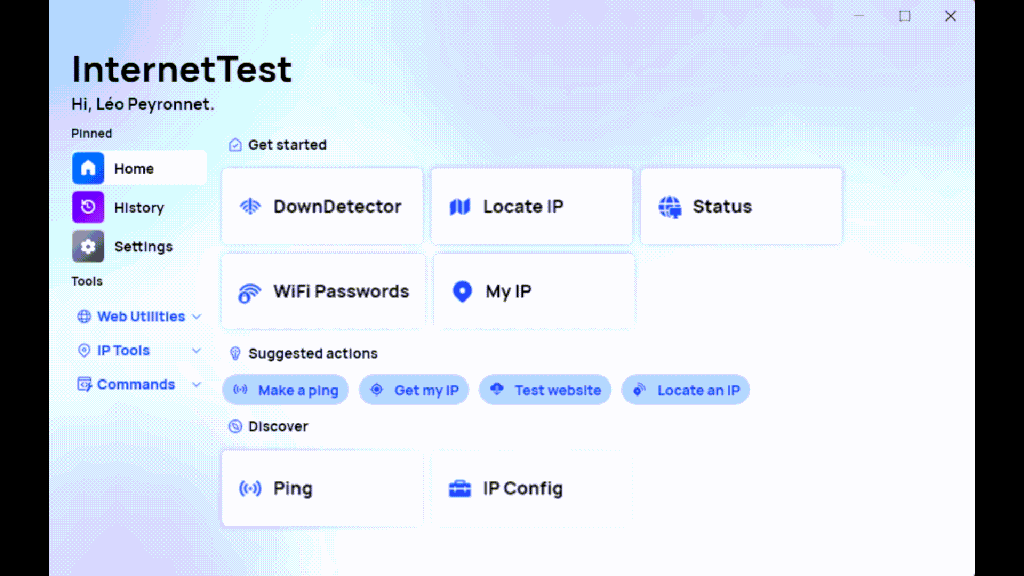 InternetTest
Hi, Léo Peyronnet.
Pinned
Home
History
Settings
Tools
Web Utilities
IP Tools
Commands
Get started
DownDetector
Locate IP
Status
WiFi Passwords
My IP
Suggested actions
Make a ping
Get my IP
Test website
Locate an IP
Discover
Ping
IP Config